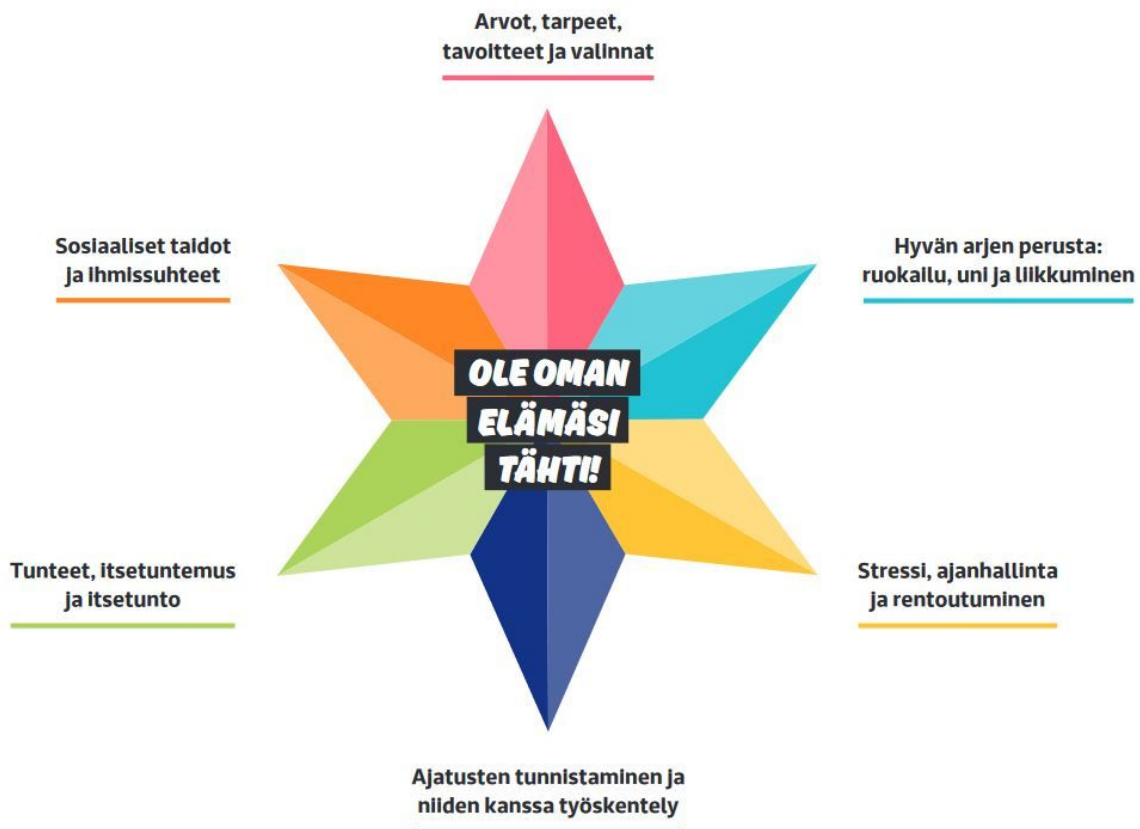 Arvot, tarpeet,
tavoitteet ja valinnat
Sosiaaliset taidot
ja ihmissuhteet
Hyvän arjen perusta:
ruokailu, uni ja liikkuminen
OLE OMAN
ELÄMÄSI
TÄHTI!
Tunteet, itsetuntemus
ja itsetunto
Stressi, ajanhallinta
ja rentoutuminen
Ajatusten tunnistaminen ja
niiden kanssa työskentely